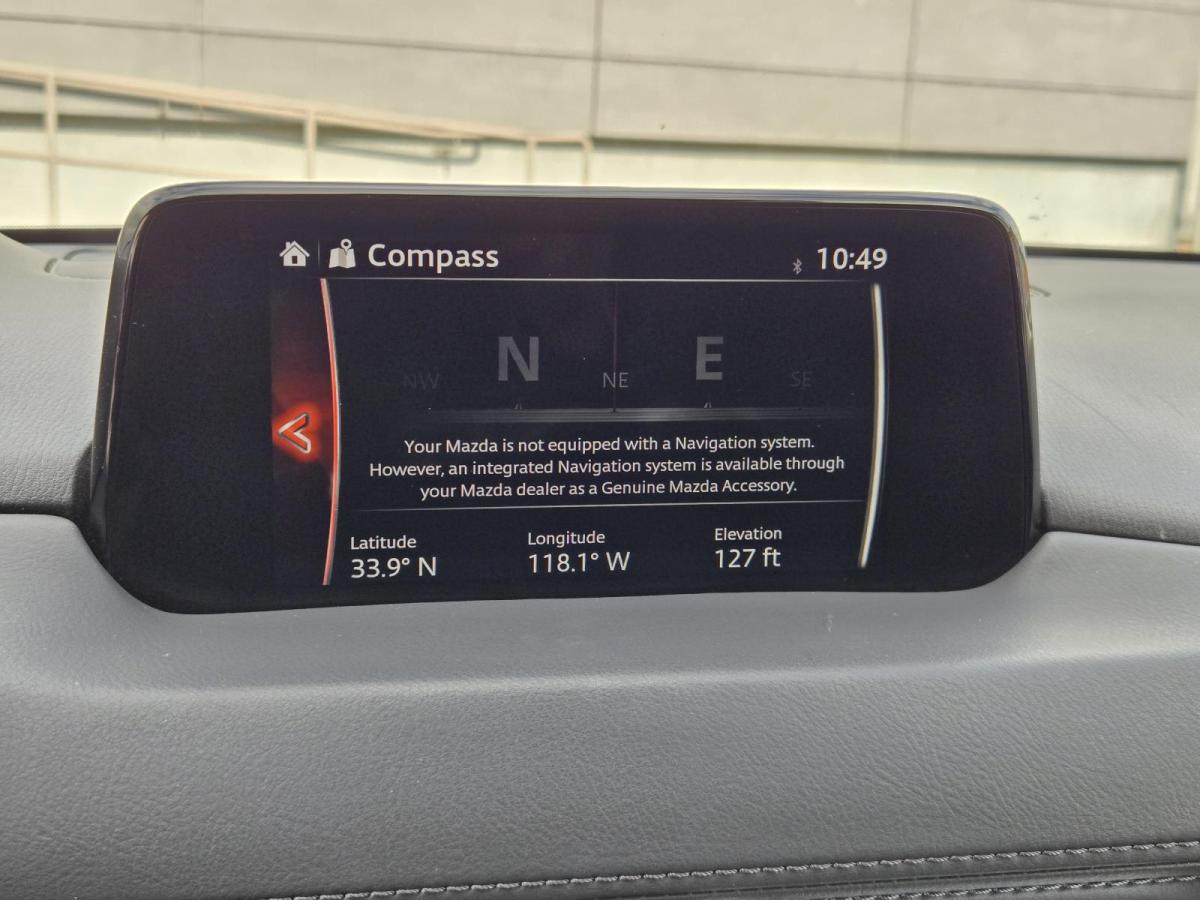 Compass
10:49
NW N NE E SE
Your Mazda is not equipped with a Navigation system.
However, an integrated Navigation system is available through
your Mazda dealer as a Genuine Mazda Accessory.
Latitude Longitude Elevation
33.9° N 118.1° W 127 ft